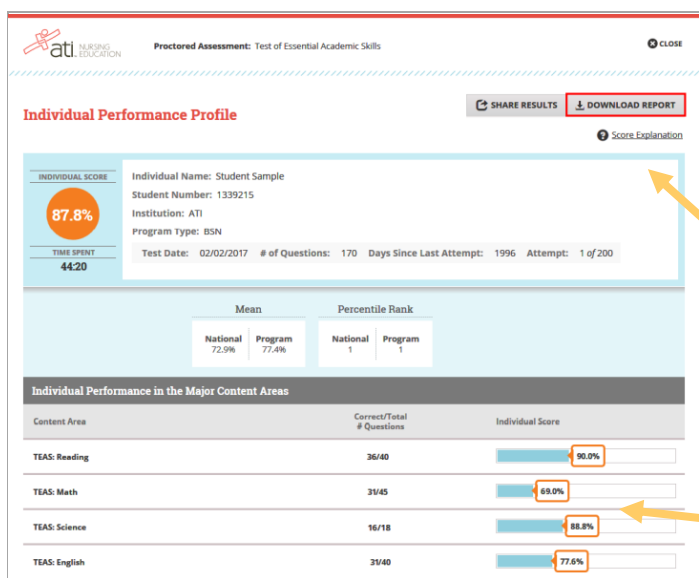 ati NURSING EDUCATION
Proctored Assessment: Test of Essential Academic Skills
CLOSE
Individual Performance Profile
SHARE RESULTS
DOWNLOAD REPORT
Score Explanation
INDIVIDUAL SCORE
87.8%
TIME SPENT
44:20
Individual Name: Student Sample
Student Number: 1339215
Institution: ATI
Program Type: BSN
Test Date: 02/02/2017 # of Questions: 170 Days Since Last Attempt: 1996 Attempt: 1 of 200
Mean Percentile Rank
National Program National Program
72.9% 77.4% 1 1
Individual Performance in the Major Content Areas
Content Area Correct/Total # Questions Individual Score
TEAS: Reading 36/40 90.0%
TEAS: Math 31/45 69.0%
TEAS: Science 16/18 88.8%
TEAS: English 31/40 77.6%